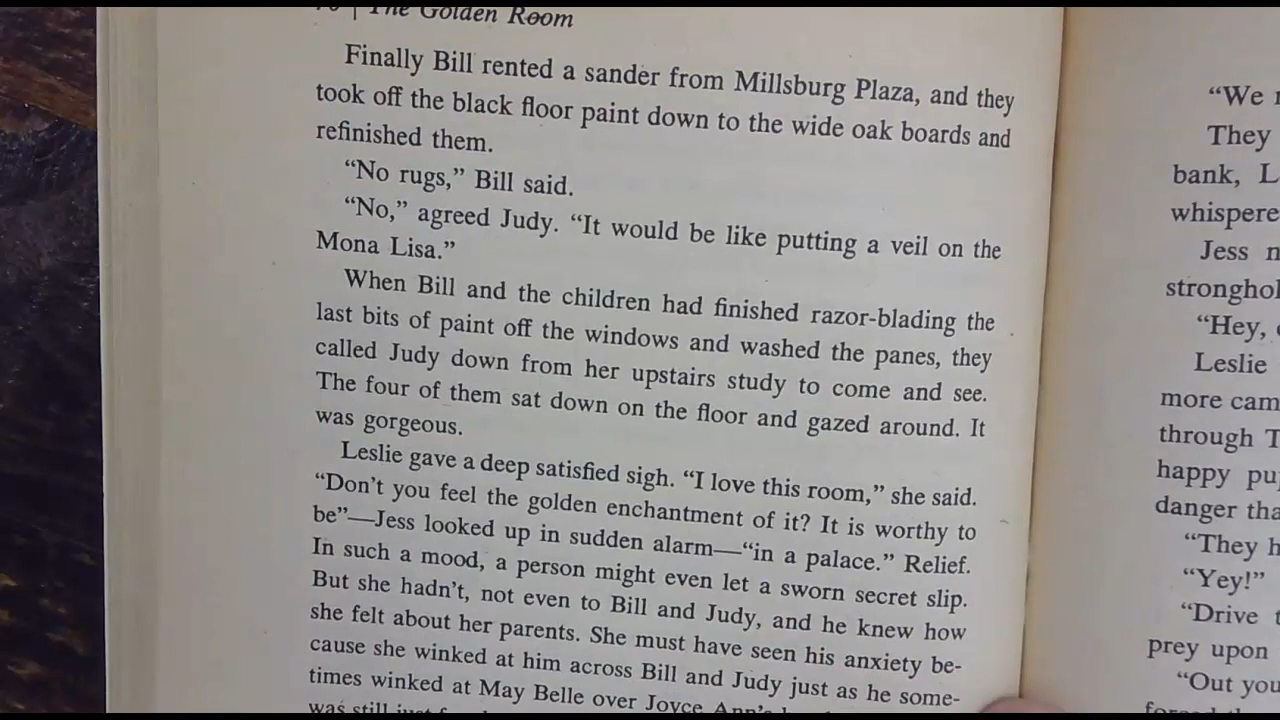 The Golden Room
Finally Bill rented a sander from Millsburg Plaza, and they
took off the black floor paint down to the wide oak boards and
refinished them.
“No rugs,” Bill said.
“No,” agreed Judy. “It would be like putting a veil on the
Mona Lisa.”
When Bill and the children had finished razor-blading the
last bits of paint off the windows and washed the panes, they
called Judy down from her upstairs study to come and see.
The four of them sat down on the floor and gazed around. It
was gorgeous.
Leslie gave a deep satisfied sigh. “I love this room,” she said.
“Don’t you feel the golden enchantment of it? It is worthy to
be”—Jess looked up in sudden alarm—“in a palace.” Relief.
In such a mood, a person might even let a sworn secret slip.
But she hadn’t, not even to Bill and Judy, and he knew how
she felt about her parents. She must have seen his anxiety be-
cause she winked at him across Bill and Judy just as he some-
times winked at May Belle over Joyce Ann’s
was still just
“We
They
bank,
Jess
“Hey,
Leslie
more
through
happy
danger
“They
“Yey!”
“Drive
prey upon
“Out